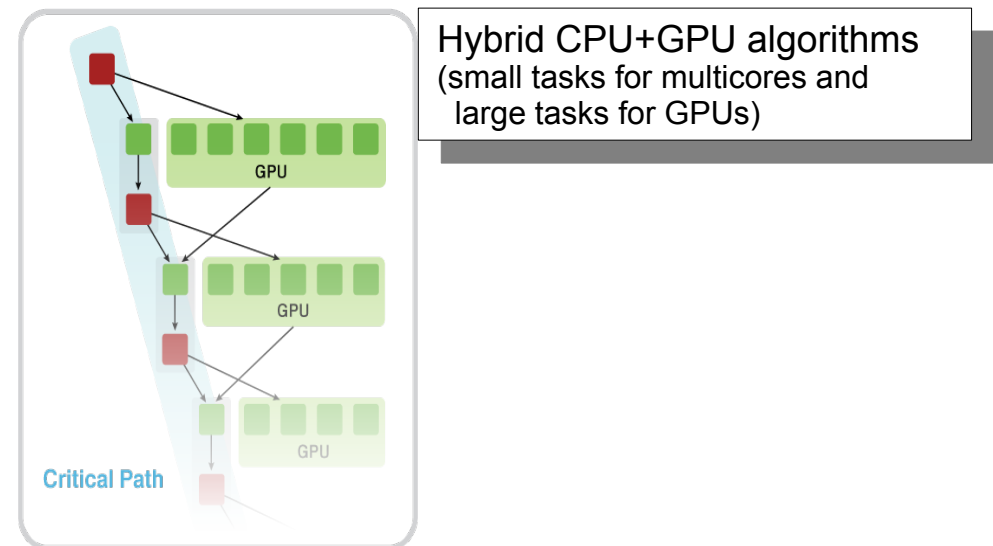 Hybrid CPU+GPU algorithms
(small tasks for multicores and
large tasks for GPUs)
GPU
GPU
GPU
Critical Path